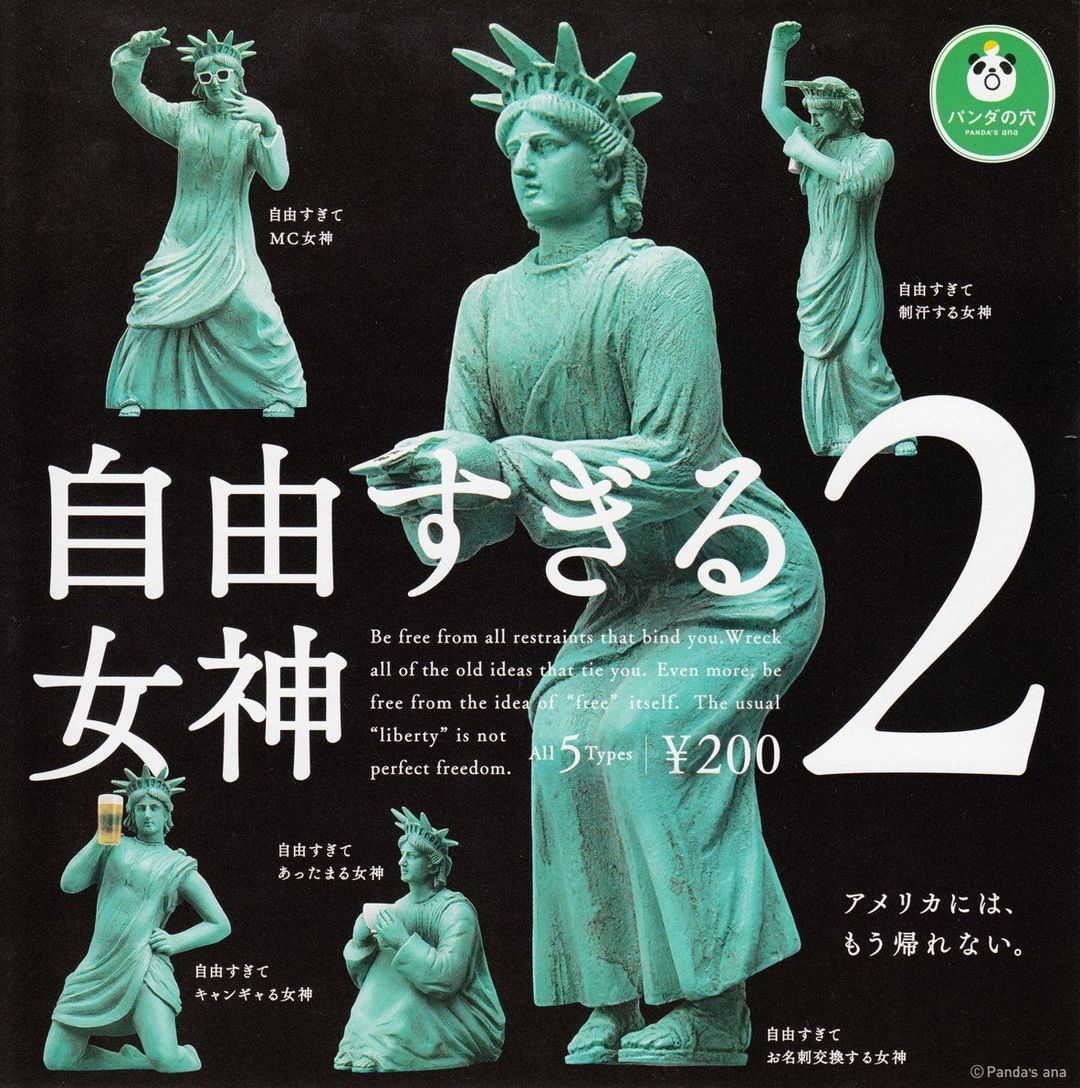 パンダの穴
PANDA'S ana
自由すぎて
MC女神
自由すぎて
制汗する女神
自由すぎる
女神
2
Be free from all restraints that bind you. Wreck
all of the old ideas that tie you. Even more, be
free from the idea of “free” itself. The usual
“liberty” is not
perfect freedom.
All 5 Types | ¥200
自由すぎて
あったまる女神
自由すぎて
キャンギャる女神
アメリカには、
もう帰れない。
自由すぎて
お名刺交換する女神
© Panda's ana